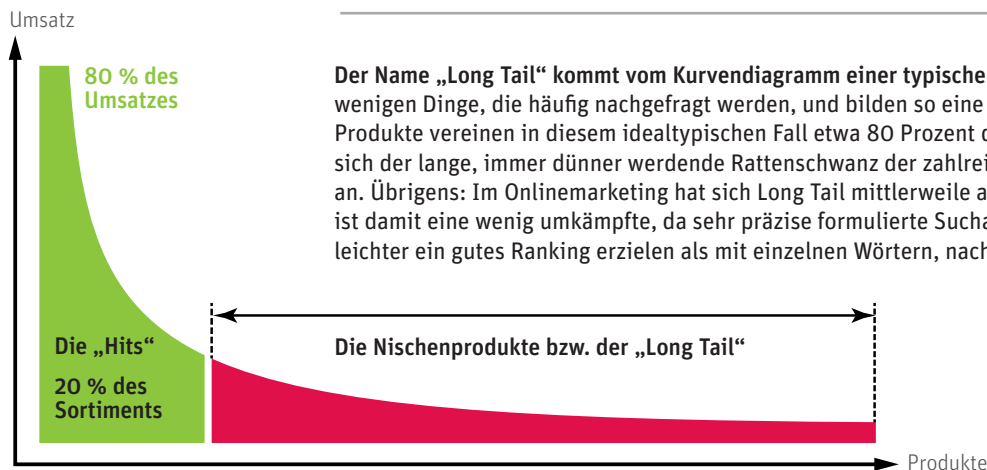 Umsatz
80 % des
Umsatzes
Der Name „Long Tail“ kommt vom Kurvendiagramm einer typische
wenigen Dinge, die häufig nachgefragt werden, und bilden so eine
Produkte vereinen in diesem idealtypischen Fall etwa 80 Prozent
sich der lange, immer dünner werdende Rattenschwanz der zahlrei
an. Übrigens: Im Onlinemarketing hat sich Long Tail mittlerweile a
ist damit eine wenig umkämpfte, da sehr präzise formulierte Sucha
leichter ein gutes Ranking erzielen als mit einzelnen Wörtern, nach
Die „Hits“
20 % des
Sortiments
Die Nischenprodukte bzw. der „Long Tail“
Produkte